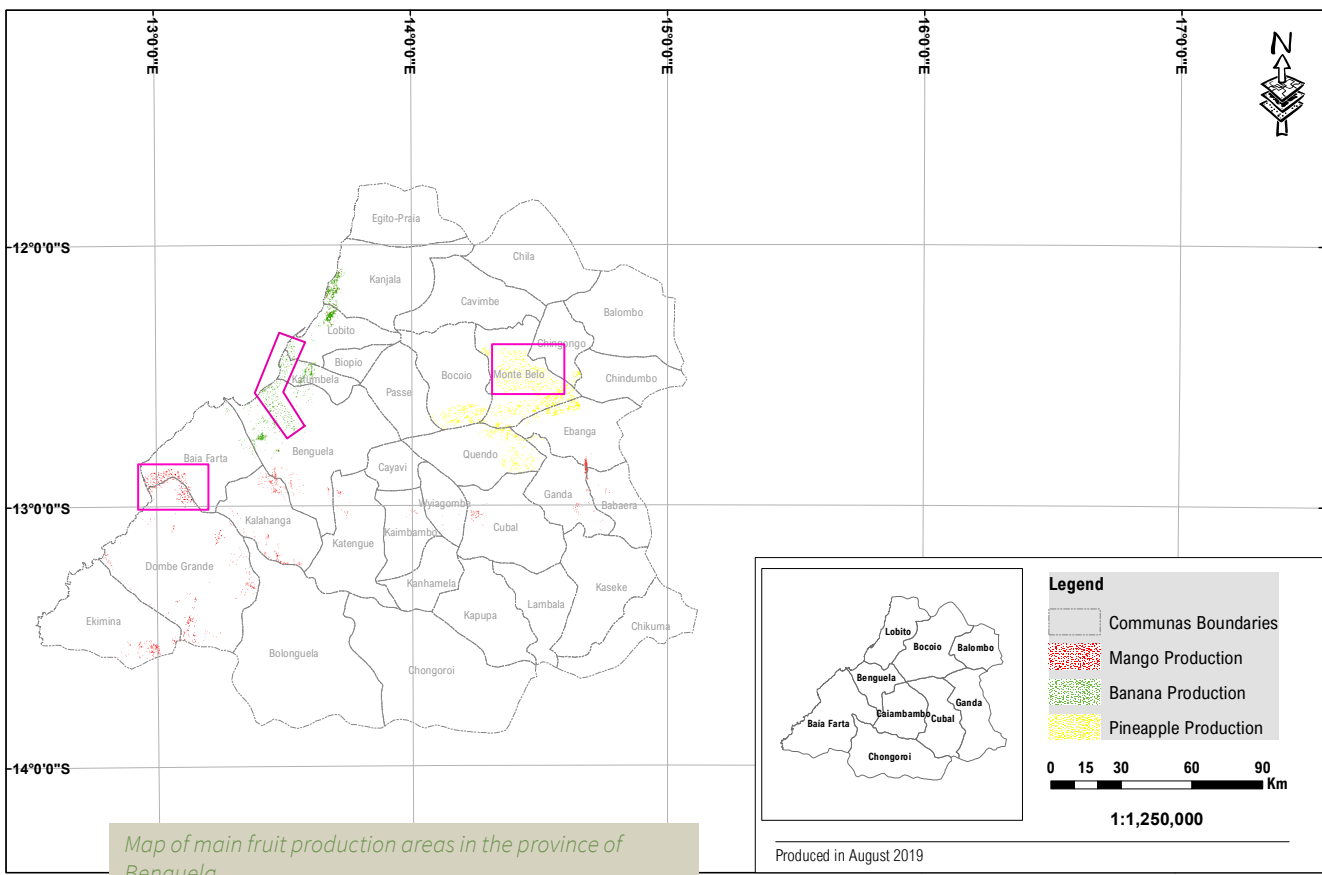 13°0'0"E
14°0'0"E
15°0'0"E
16°0'0"E
17°0'0"E
N
-12°0'0"S
-13°0'0"S
-14°0'0"S
Egito-Praia
Chila
Kanjala
Cavimbe
Balombo
Lobito
Chingongo
Biopio
Katumbela
Passe
Bocoio
Monte Belo
Chindumbo
Ebanga
Baia Farta
Benguela
Quendo
Cayavi
Ganda
Babaera
Wyiagombe
Kalahanga
Kaimbambo
Cubal
Katengue
Dombe Grande
Kanhamela
Kaseke
Lambala
Kapupa
Ekimina
Chikuma
Bolonguela
Chongoroi
Lobito
Bocoio
Balombo
Benguela
Ganda
Caiambambo
Cubal
Baia Farta
Chongoroi
Legend
Communas Boundaries
Mango Production
Banana Production
Pineapple Production
0 15 30 60 90
Km
1:1,250,000
Produced in August 2019
Map of main fruit production areas in the province of
Benguela